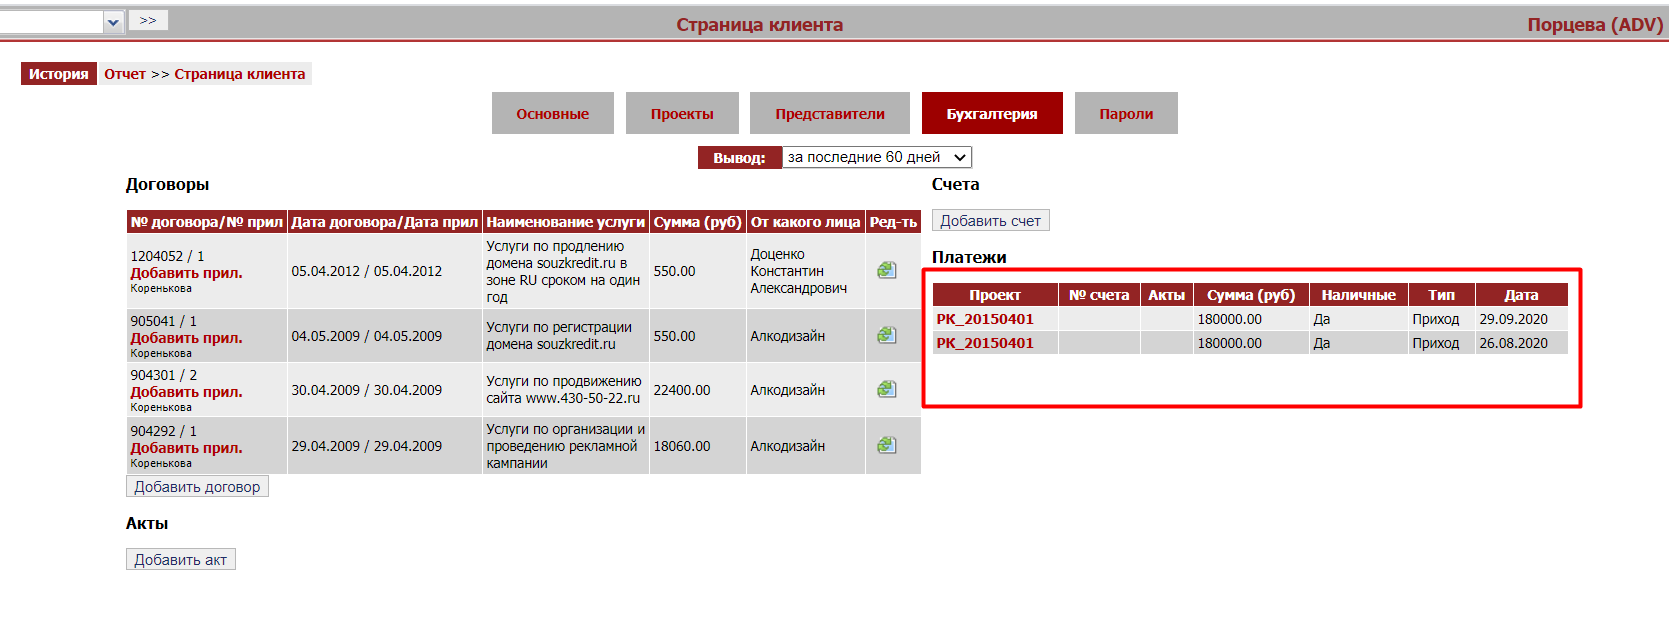 >>
Страница клиента
Порцева (ADV)
История Отчет >> Страница клиента
Основные Проекты Представители Бухгалтерия Пароли
Вывод: за последние 60 дней
Договоры
№ договора/№ прил Дата договора/Дата прил Наименование услуги Сумма (руб) От какого лица Ред-ть
1204052 / 1
Добавить прил.
Коренькова
05.04.2012 / 05.04.2012
Услуги по продлению
домена souzkredit.ru в
зоне RU сроком на один
год
550.00
Доценко
Константин
Александрович
905041 / 1
Добавить прил.
Коренькова
04.05.2009 / 04.05.2009
Услуги по регистрации
домена souzkredit.ru
550.00
Алкодизайн
904301 / 2
Добавить прил.
Коренькова
30.04.2009 / 30.04.2009
Услуги по продвижению
сайта www.430-50-22.ru
22400.00
Алкодизайн
904292 / 1
Добавить прил.
Коренькова
29.04.2009 / 29.04.2009
Услуги по организации и
проведению рекламной
кампании
18060.00
Алкодизайн
Добавить договор
Акты
Добавить акт
Счета
Добавить счет
Платежи
Проект № счета Акты Сумма (руб) Наличные Тип Дата
РК_20150401 180000.00 Да Приход 29.09.2020
РК_20150401 180000.00 Да Приход 26.08.2020